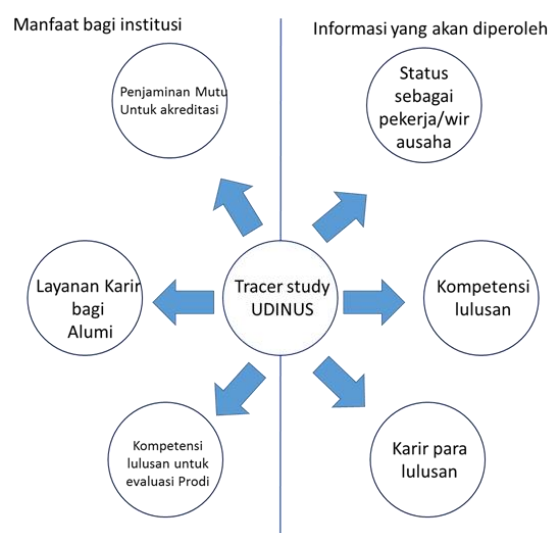 Manfaat bagi institusi
Informasi yang akan diperoleh
Penjaminan Mutu
Untuk akreditasi
Status
sebagai
pekerja/wir
ausaha
Layanan Karir
bagi
Alumi
Tracer study
UDINUS
Kompetensi
lulusan
Kompetensi
lulusan untuk
evaluasi Prodi
Karir para
lulusan